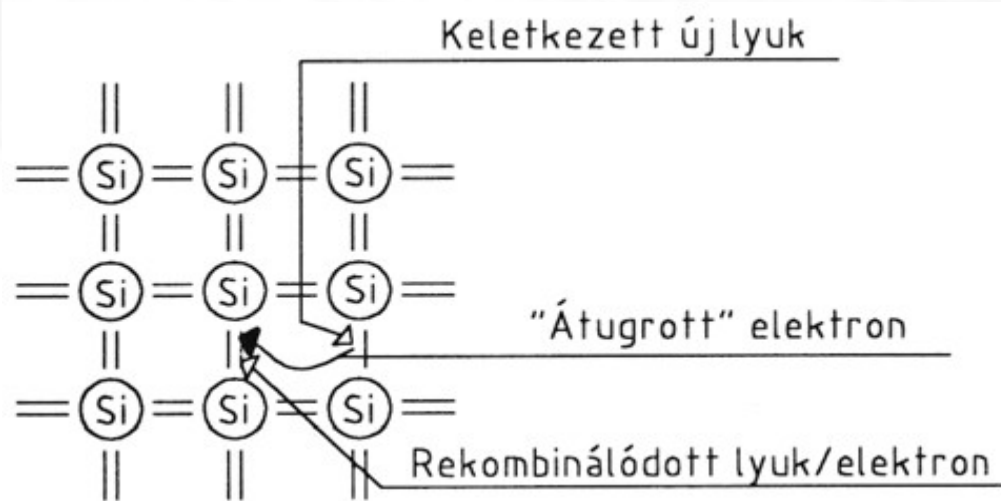 Keletkezett új lyuk
Si Si Si
Si Si Si
"Átugrott" elektron
Si Si Si
Rekombinálódott lyuk/elektron